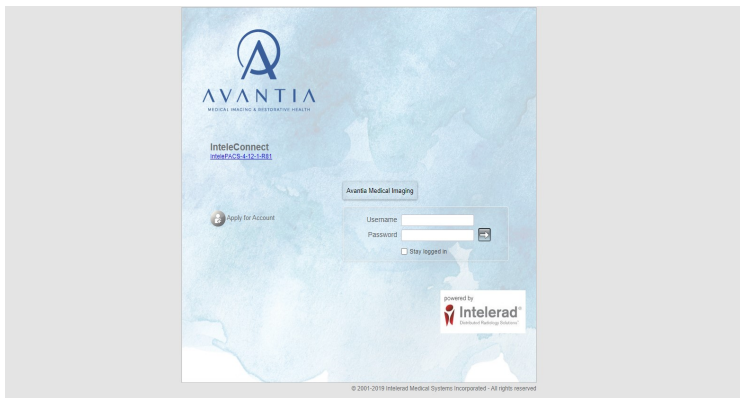 AVANTIA
MEDICAL IMAGING & RESTORATIVE HEALTH
InteleConnect
IntelePACS-4-12-1-R81
Avantia Medical Imaging
Apply for Account
Username
Password
Stay logged in
powered by
Intelerad®
Distributed Radiology Solutions™
© 2001-2019 Intelerad Medical Systems Incorporated - All rights reserved